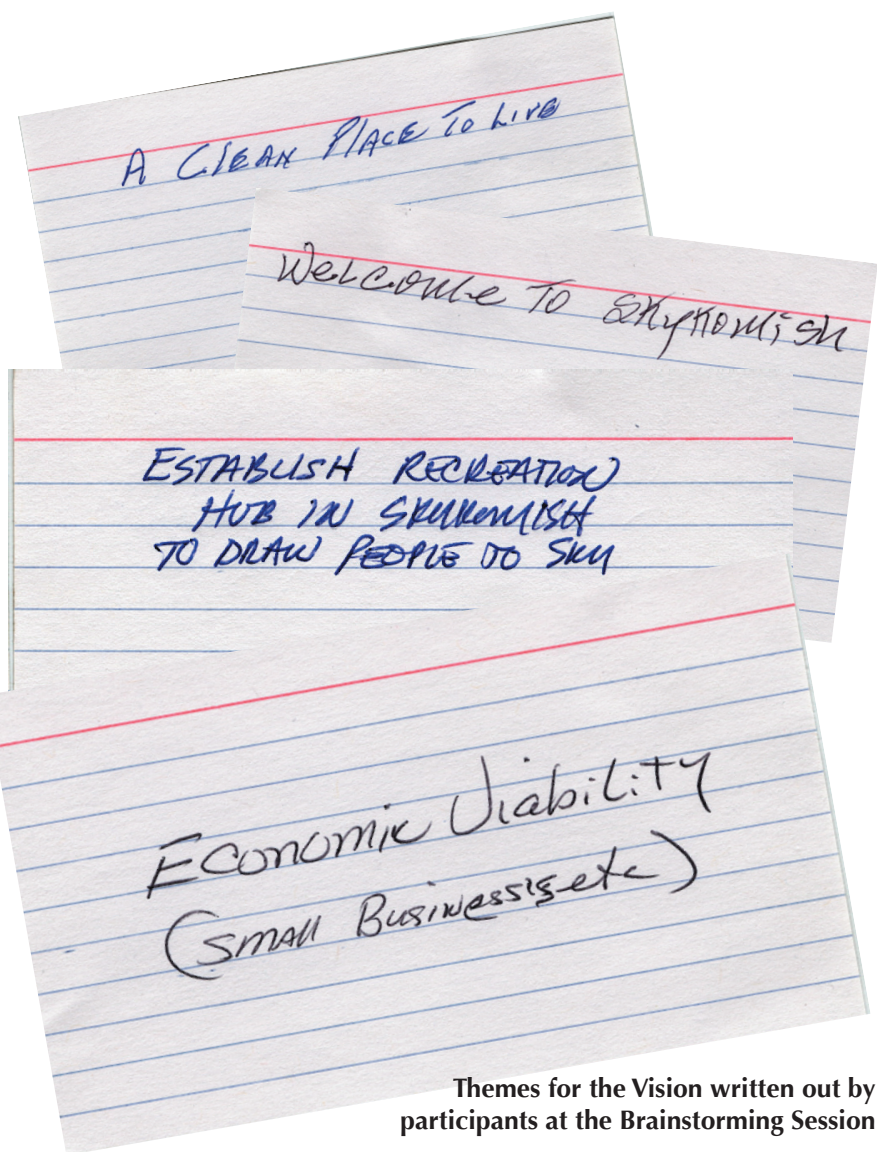 A CLEAN PLACE TO LIVE
WELCOME TO SKYKOMISH
ESTABLISH RECREATION
HUB IN SKYKOMISH
TO DRAW PEOPLE TO SKY
Economic Viability
(SMALL Businessis etc)
Themes for the Vision written out by
participants at the Brainstorming Session